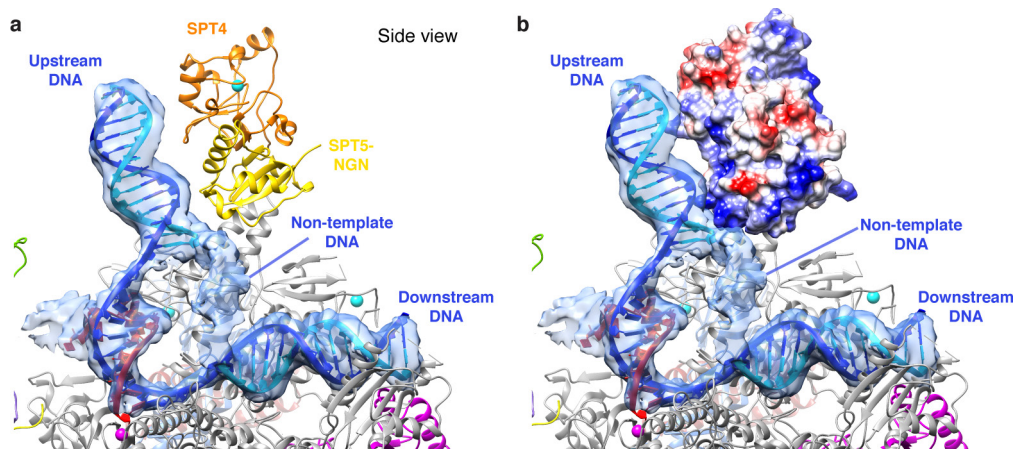 a
SPT4
Side view
Upstream
DNA
SPT5-
NGN
Non-template
DNA
Downstream
DNA
b
Upstream
DNA
Non-template
DNA
Downstream
DNA